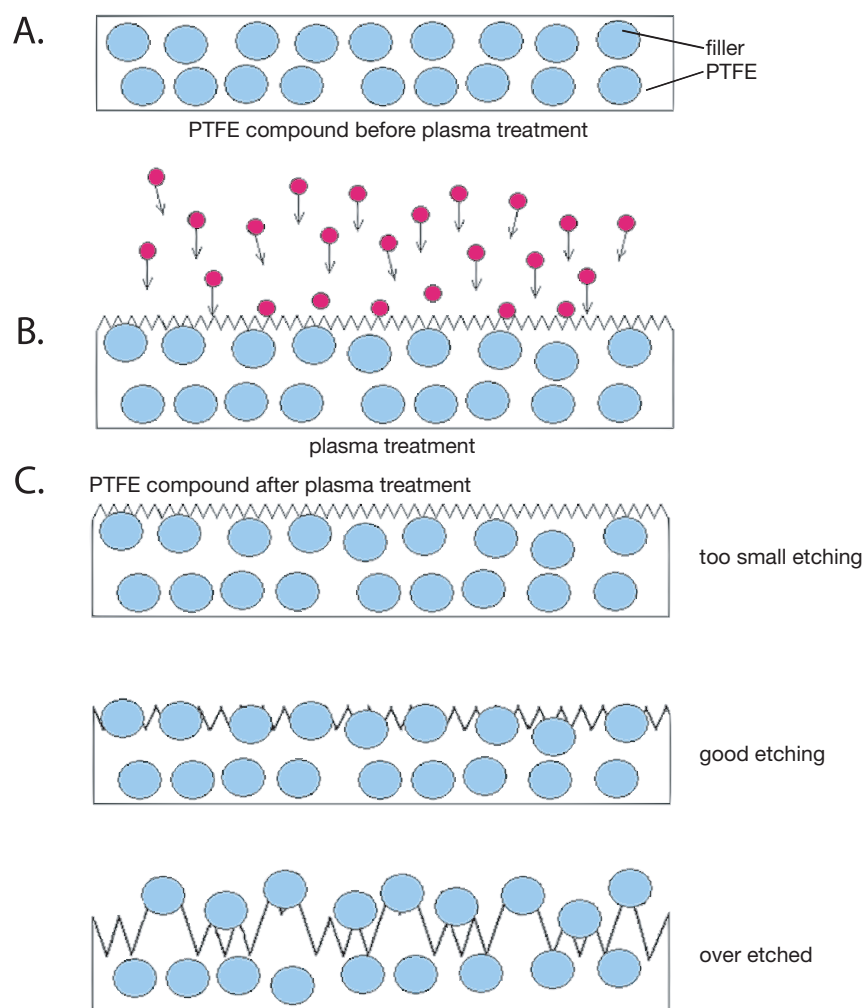 A.
filler
PTFE
PTFE compound before plasma treatment
B.
plasma treatment
C.
PTFE compound after plasma treatment
too small etching
good etching
over etched